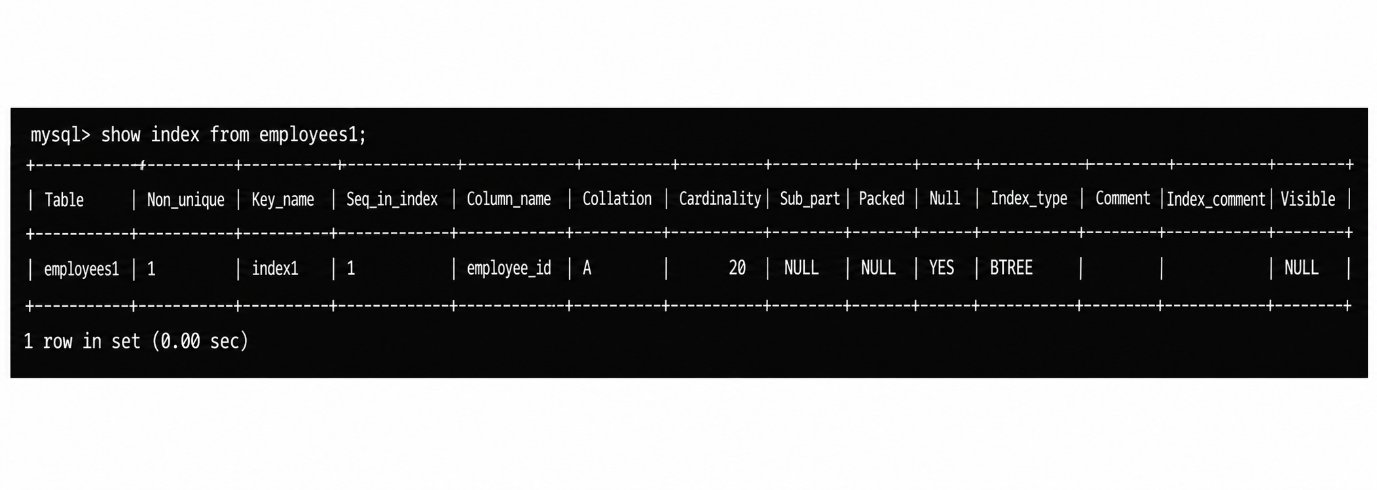 mysql> show index from employees1;
+-----------+----------+----------+-----------+-----------+----------+---------+--------+-----+-----+----------+--------+---------+-------+
| Table | Non_unique | Key_name | Seq_in_index | Column_name | Collation | Cardinality | Sub_part | Packed | Null | Index_type | Comment | Index_comment | Visible |
+-----------+----------+----------+-----------+-----------+----------+---------+--------+-----+-----+----------+--------+---------+-------+
| employees1 | 1 | index1 | 1 | employee_id | A | 20 | NULL | NULL | YES | BTREE | | | NULL |
+-----------+----------+----------+-----------+-----------+----------+---------+--------+-----+-----+----------+--------+---------+-------+
1 row in set (0.00 sec)